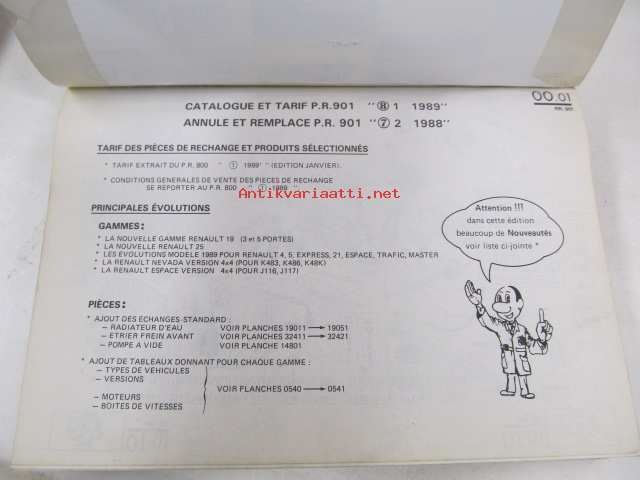 00.01
P.R. 901
CATALOGUE ET TARIF P.R.901 "⑧ 1 1989"
ANNULE ET REMPLACE P.R. 901 "⑦ 2 1988"
TARIF DES PIÈCES DE RECHANGE ET PRODUITS SÉLECTIONNÉS
* TARIF EXTRAIT DU P.R. 800 " ① 1989 " (EDITION JANVIER).
* CONDITIONS GENERALES DE VENTE DES PIECES DE RECHANGE
SE REPORTER AU P.R. 800 " ① 1989 "
Antikvariaatti.net
PRINCIPALES ÉVOLUTIONS
GAMMES :
* LA NOUVELLE GAMME RENAULT 19 (3 et 5 PORTES)
* LA NOUVELLE RENAULT 25
* LES ÉVOLUTIONS MODELE 1989 POUR RENAULT 4, 5, EXPRESS, 21, ESPACE, TRAFIC, MASTER
* LA RENAULT NEVADA VERSION 4x4 (POUR K483, K486, K48K)
* LA RENAULT ESPACE VERSION 4x4 (POUR J116, J117)
Attention !!!
dans cette édition
beaucoup de Nouveautés
voir liste ci-jointe *
PIÈCES :
* AJOUT DES ECHANGES-STANDARD :
– RADIATEUR D'EAU VOIR PLANCHES 19011 → 19051
– ETRIER FREIN AVANT VOIR PLANCHES 32411 → 32421
– POMPE A VIDE VOIR PLANCHE 14801
* AJOUT DE TABLEAUX DONNANT POUR CHAQUE GAMME :
– TYPES DE VEHICULES
– VERSIONS
VOIR PLANCHES 0540 → 0541
– MOTEURS
– BOITES DE VITESSES